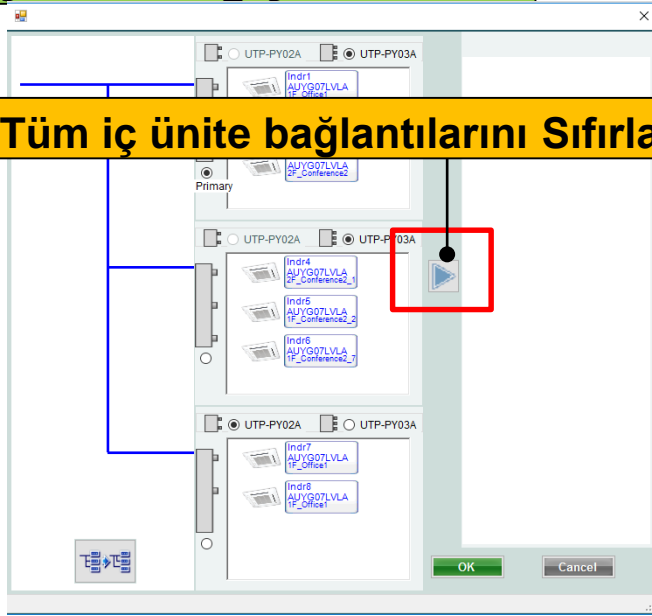 UTP-PY02A UTP-PY03A
Indr1
AUYG07LVLA
1F_Office1
Tüm iç ünite bağlantılarını Sıfırla
AUYG07LVLA
2F_Conference2
Primary
UTP-PY02A UTP-PY03A
Indr4
AUYG07LVLA
2F_Conference2_1
Indr5
AUYG07LVLA
1F_Conference2_2
Indr6
AUYG07LVLA
1F_Conference2_7
UTP-PY02A UTP-PY03A
Indr7
AUYG07LVLA
1F_Office1
Indr8
AUYG07LVLA
1F_Office1
OK Cancel